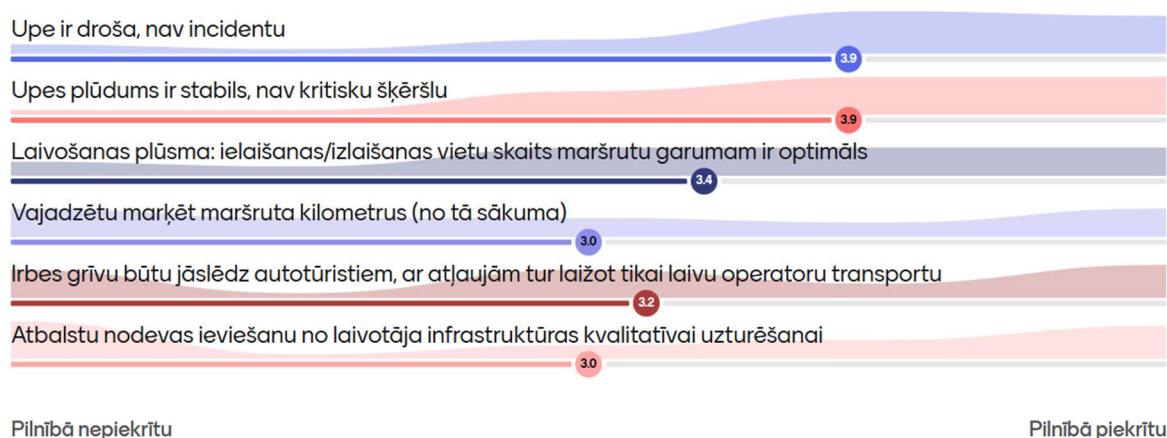 Upe ir droša, nav incidentu
3.9
Upes plūdums ir stabils, nav kritisku šķēršlu
3.9
Laivošanas plūsma: ielaišanas/izlaišanas vietu skaits maršrutu garumam ir optimāls
3.4
Vajadzētu marķēt maršruta kilometrus (no tā sākuma)
3.0
Irbes grīvu būtu jāslēdz autotūristiem, ar atļaujām tur laižot tikai laivu operatoru transportu
3.2
Atbalstu nodevas ieviešanu no laivotāja infrastruktūras kvalitatīvai uzturēšanai
3.0
Pilnībā nepiekrītu
Pilnībā piekrītu